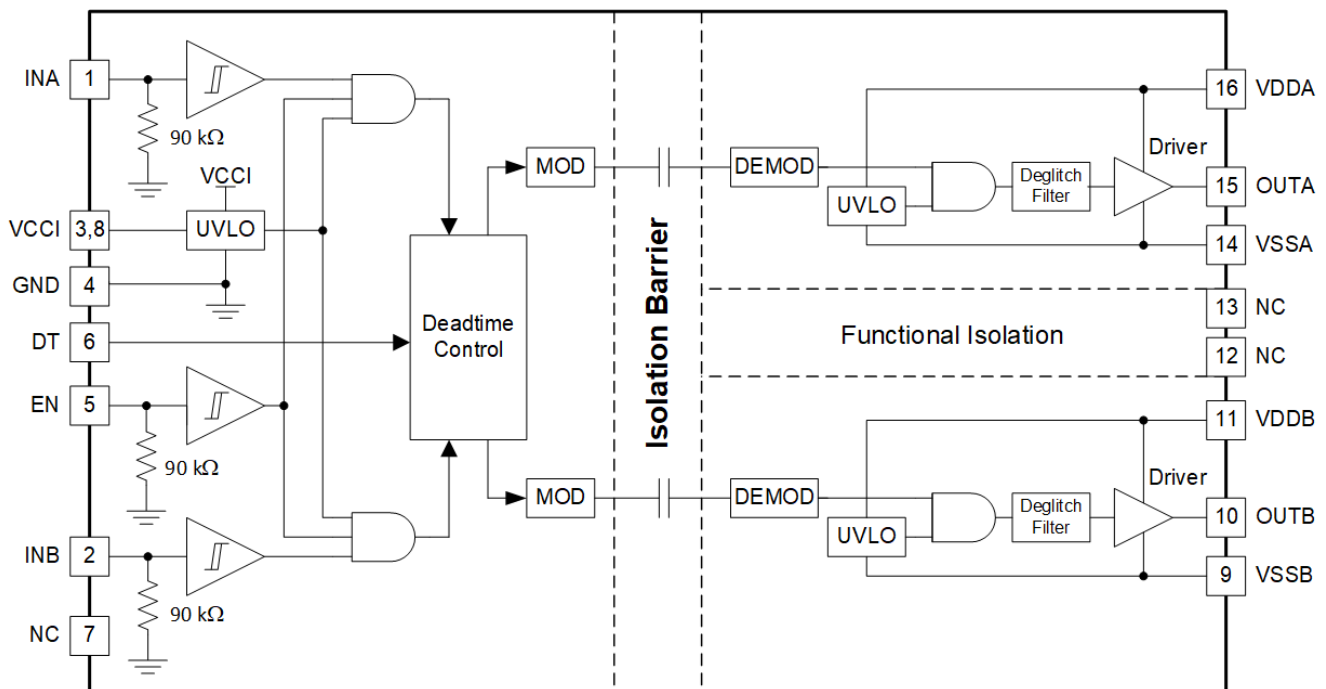 INA 1
90 kΩ
VCCI
VCCI 3,8 UVLO
GND 4
DT 6
EN 5
90 kΩ
INB 2
90 kΩ
NC 7
Deadtime
Control
MOD
MOD
Isolation Barrier
DEMOD
UVLO
Deglitch
Filter
Driver
16 VDDA
15 OUTA
14 VSSA
13 NC
Functional Isolation
12 NC
11 VDDB
DEMOD
UVLO
Deglitch
Filter
Driver
10 OUTB
9 VSSB